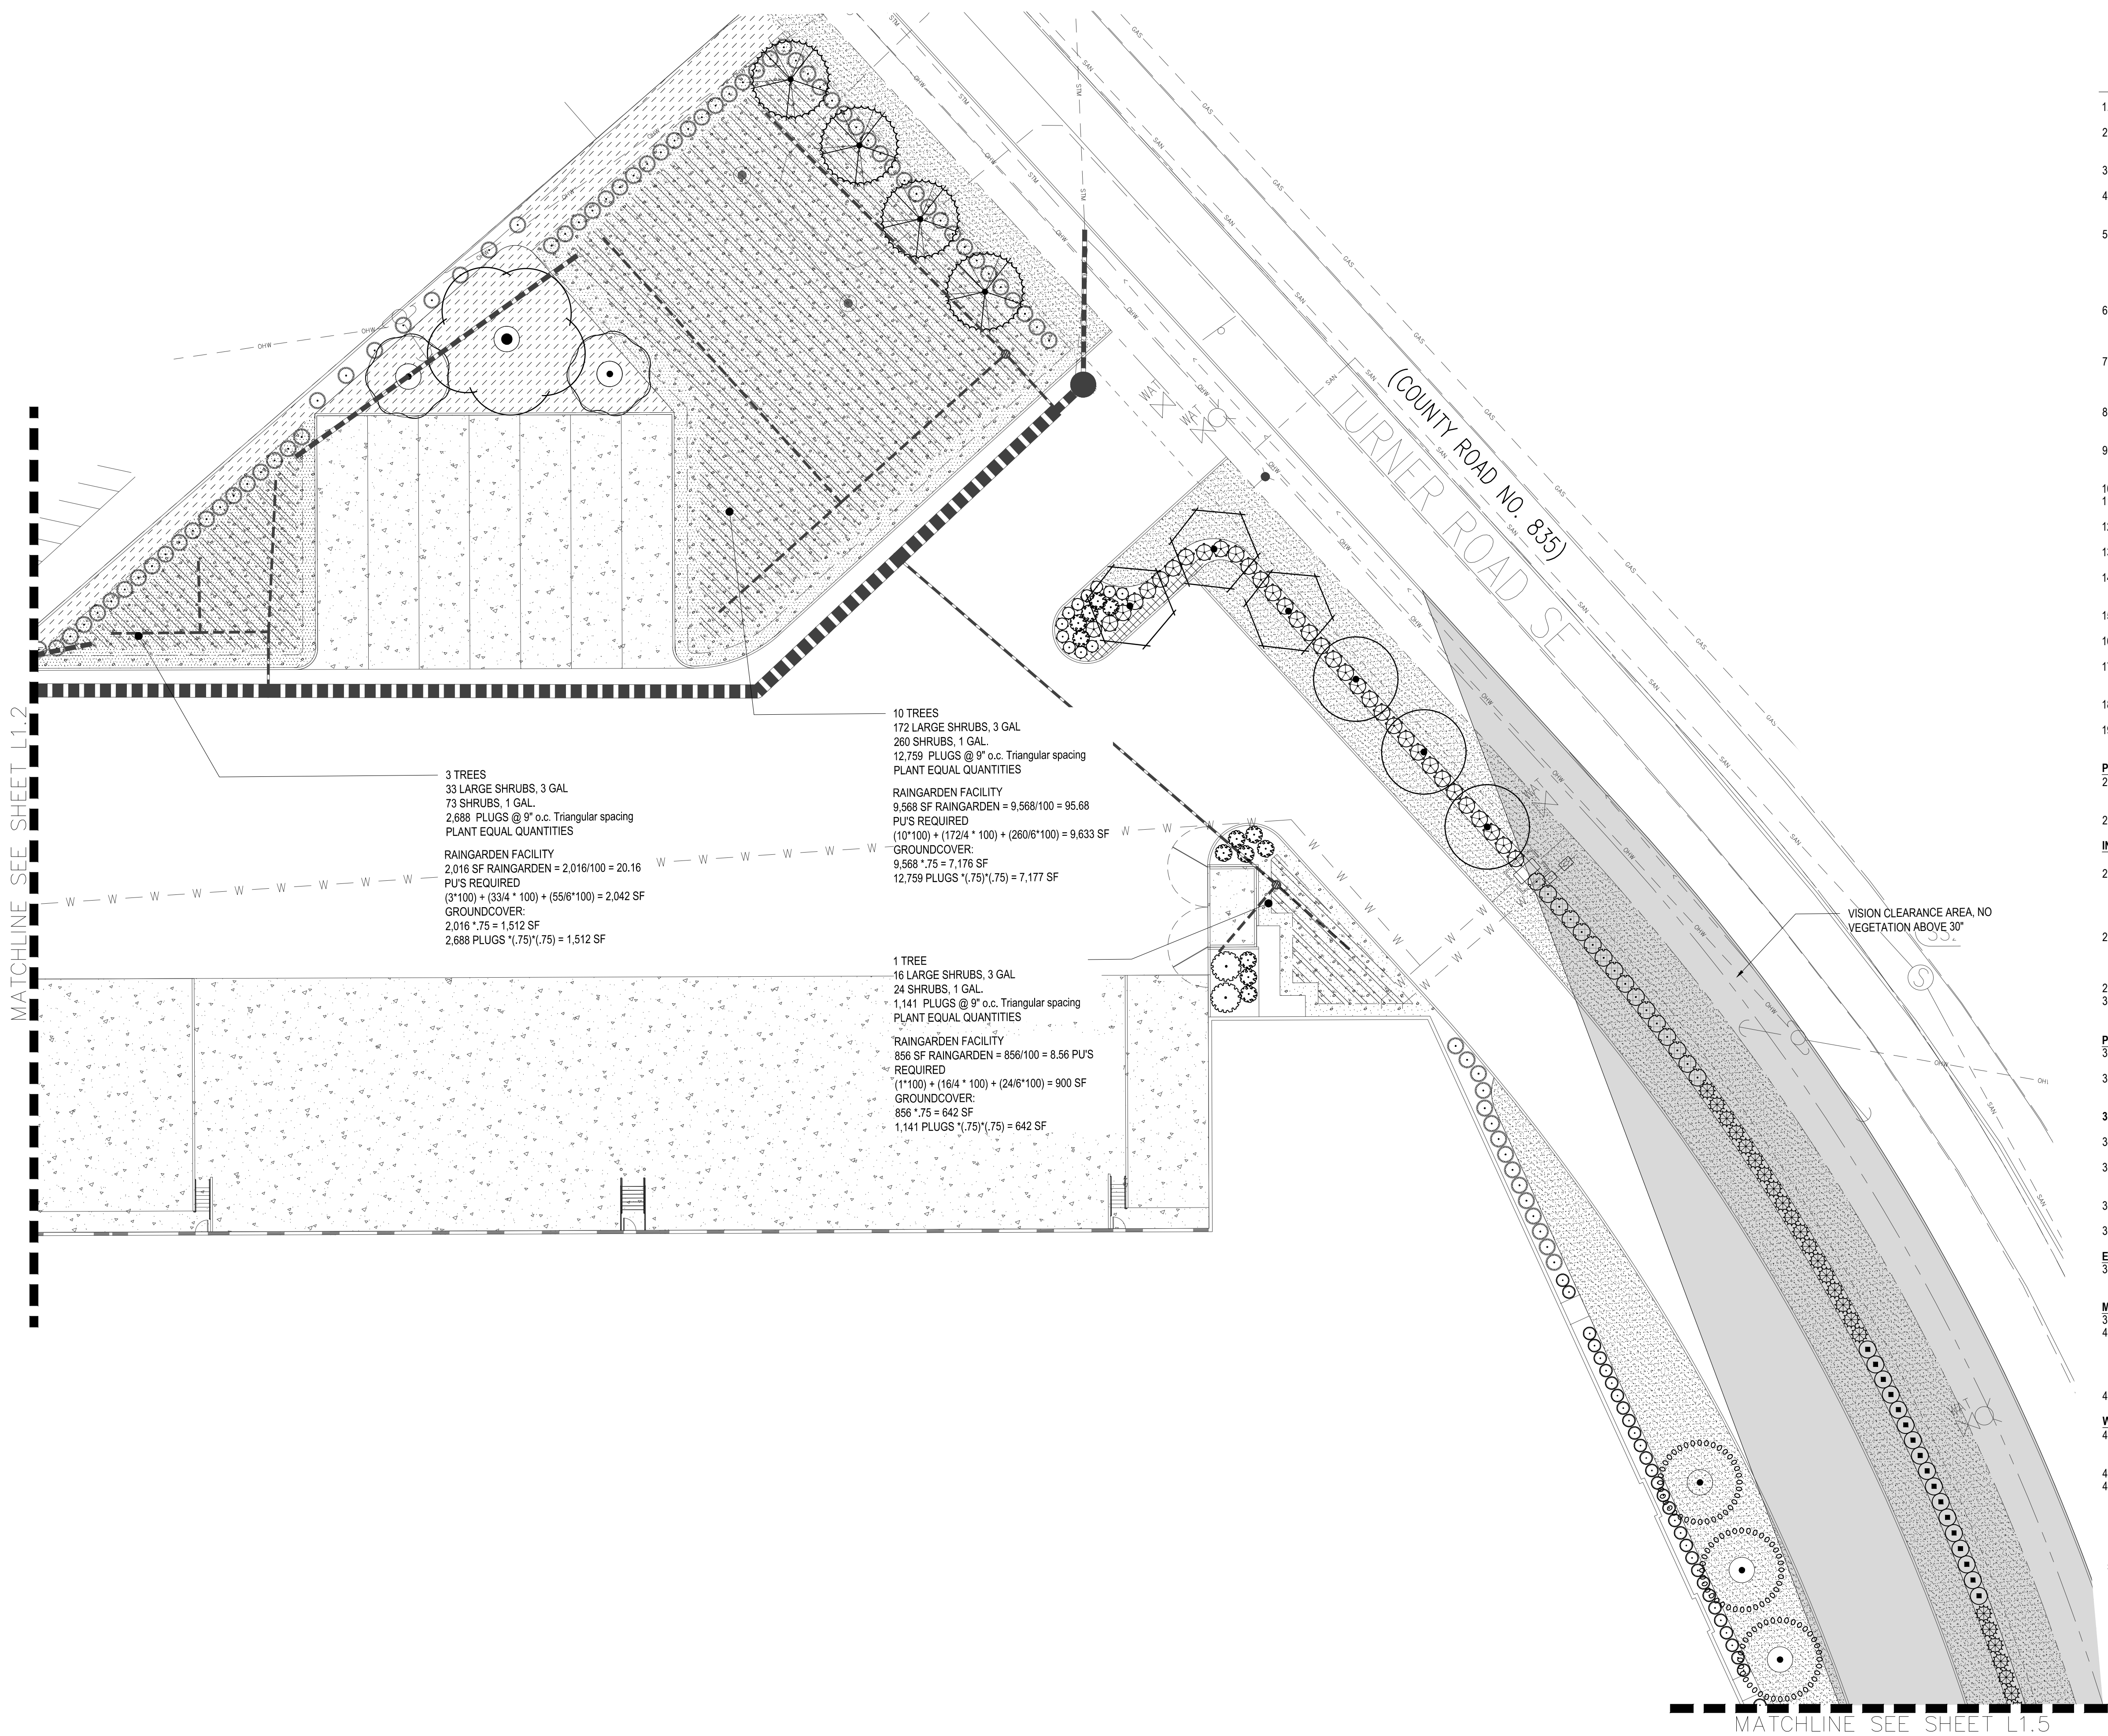 MATCHLINE SEE SHEET L1.2
3 TREES
33 LARGE SHRUBS, 3 GAL
73 SHRUBS, 1 GAL.
2,688 PLUGS @ 9" o.c. Triangular spacing
PLANT EQUAL QUANTITIES
RAINGARDEN FACILITY
2,016 SF RAINGARDEN = 2,016/100 = 20.16
PU'S REQUIRED
(3*100) + (33/4 * 100) + (55/6*100) = 2,042 SF
GROUNDCOVER:
2,016 *.75 = 1,512 SF
2,688 PLUGS *(.75)*(.75) = 1,512 SF
10 TREES
172 LARGE SHRUBS, 3 GAL
260 SHRUBS, 1 GAL.
12,759 PLUGS @ 9" o.c. Triangular spacing
PLANT EQUAL QUANTITIES
RAINGARDEN FACILITY
9,568 SF RAINGARDEN = 9,568/100 = 95.68
PU'S REQUIRED
(10*100) + (172/4 * 100) + (260/6*100) = 9,633 SF
GROUNDCOVER:
9,568 *.75 = 7,176 SF
12,759 PLUGS *(.75)*(.75) = 7,177 SF
1 TREE
16 LARGE SHRUBS, 3 GAL
24 SHRUBS, 1 GAL.
1,141 PLUGS @ 9" o.c. Triangular spacing
PLANT EQUAL QUANTITIES
RAINGARDEN FACILITY
856 SF RAINGARDEN = 856/100 = 8.56 PU'S
REQUIRED
(1*100) + (16/4 * 100) + (24/6*100) = 900 SF
GROUNDCOVER:
856 *.75 = 642 SF
1,141 PLUGS *(.75)*(.75) = 642 SF
(COUNTY ROAD NO. 835)
TURNER ROAD SE
VISION CLEARANCE AREA, NO
VEGETATION ABOVE 30"
MATCHLINE SEE SHEET L1.5